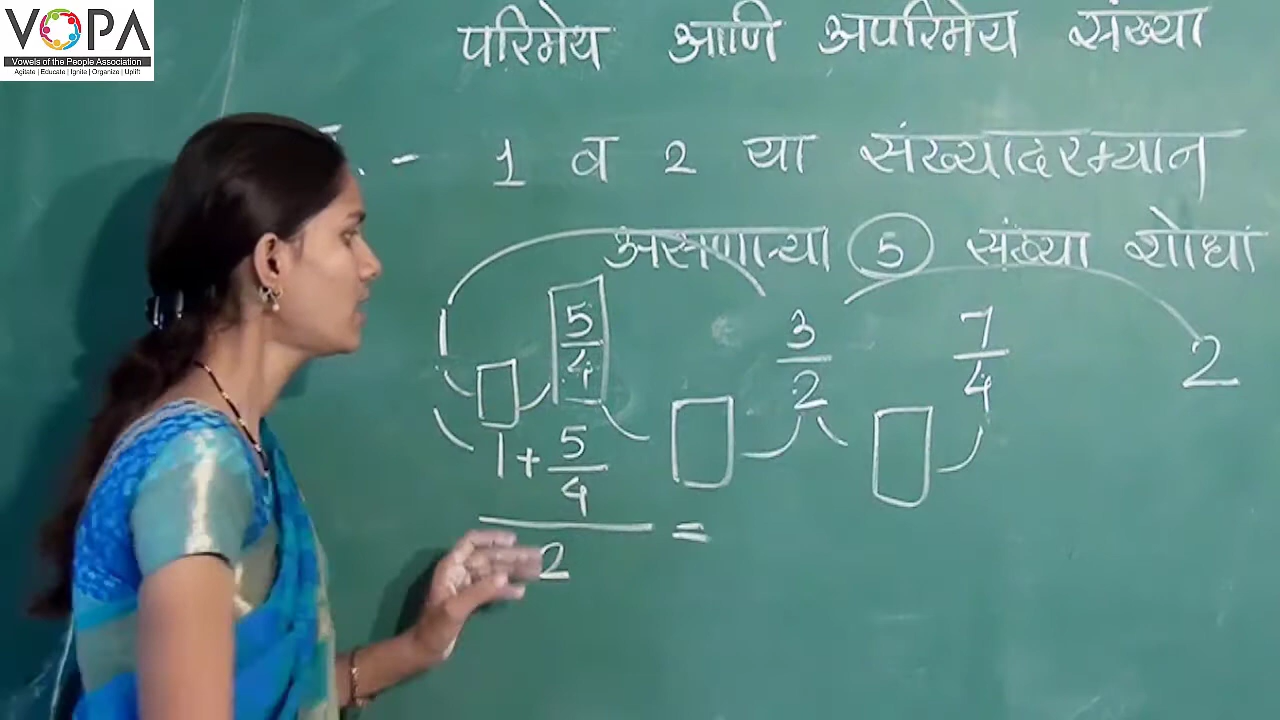 VOPA
Vowels of the People Association
Agitate | Educate | Ignite | Organize | Uplift
परिमेय आणि अपरिमेय संख्या
- 1 व 2 या संख्यादरम्यान
असणाऱ्या 5 संख्या शोधा
1 5/4 3/2 7/4 2
1 + 5/4
2 =